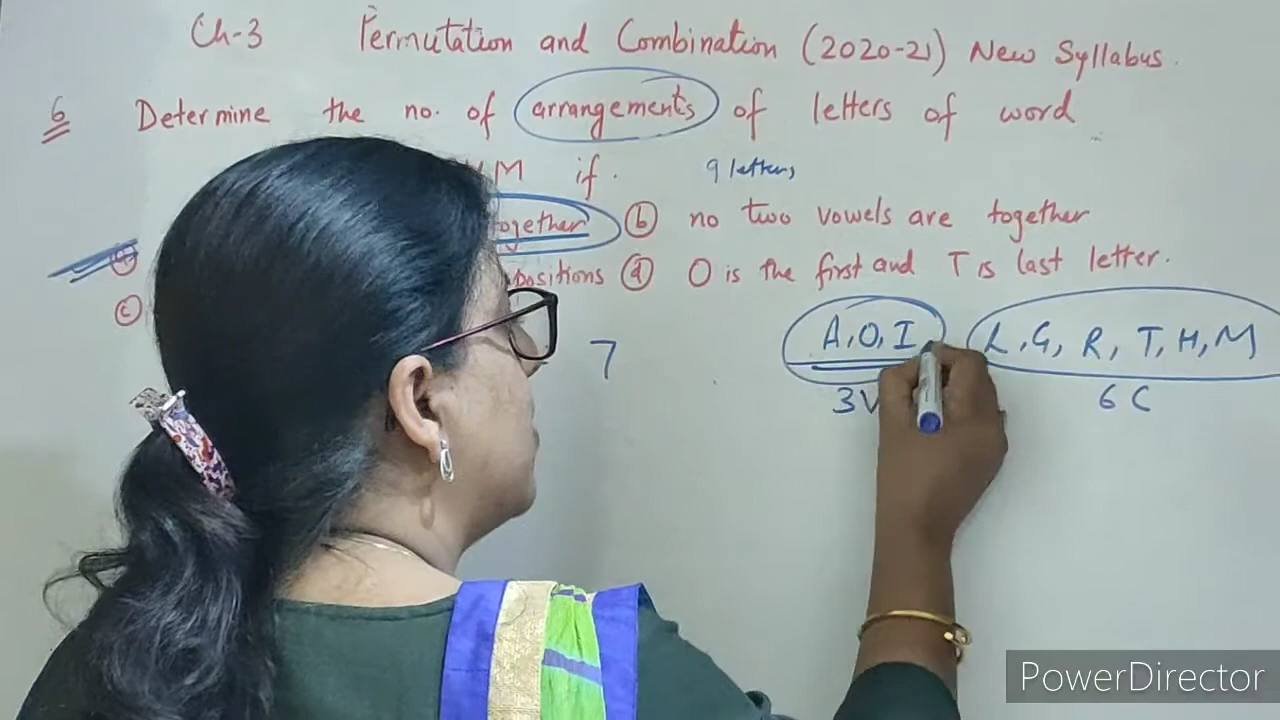 Ch-3 Permutation and Combination (2020-21) New Syllabus.
6 Determine the no. of arrangements of letters of word
M if. 9 letters
together (b) no two vowels are together
(c) positions (d) O is the first and T is last letter.
7 A, O, I L, G, R, T, H, M
3V 6 C
PowerDirector